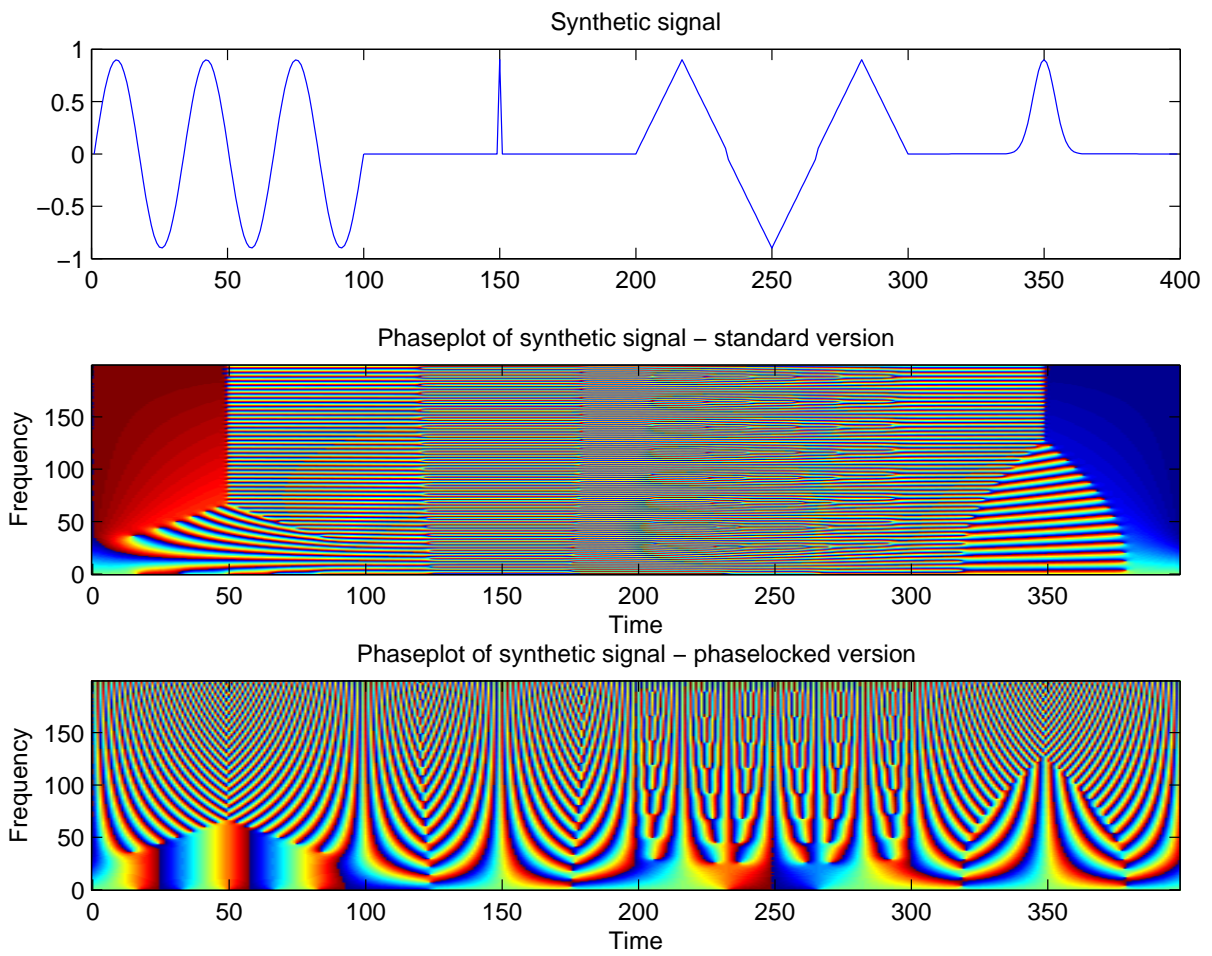 Synthetic signal
1
0.5
0
−0.5
−1
0 50 100 150 200 250 300 350 400
Phaseplot of synthetic signal − standard version
Frequency
150
100
50
0
0 50 100 150 200 250 300 350
Time
Phaseplot of synthetic signal − phaselocked version
Frequency
150
100
50
0
0 50 100 150 200 250 300 350
Time